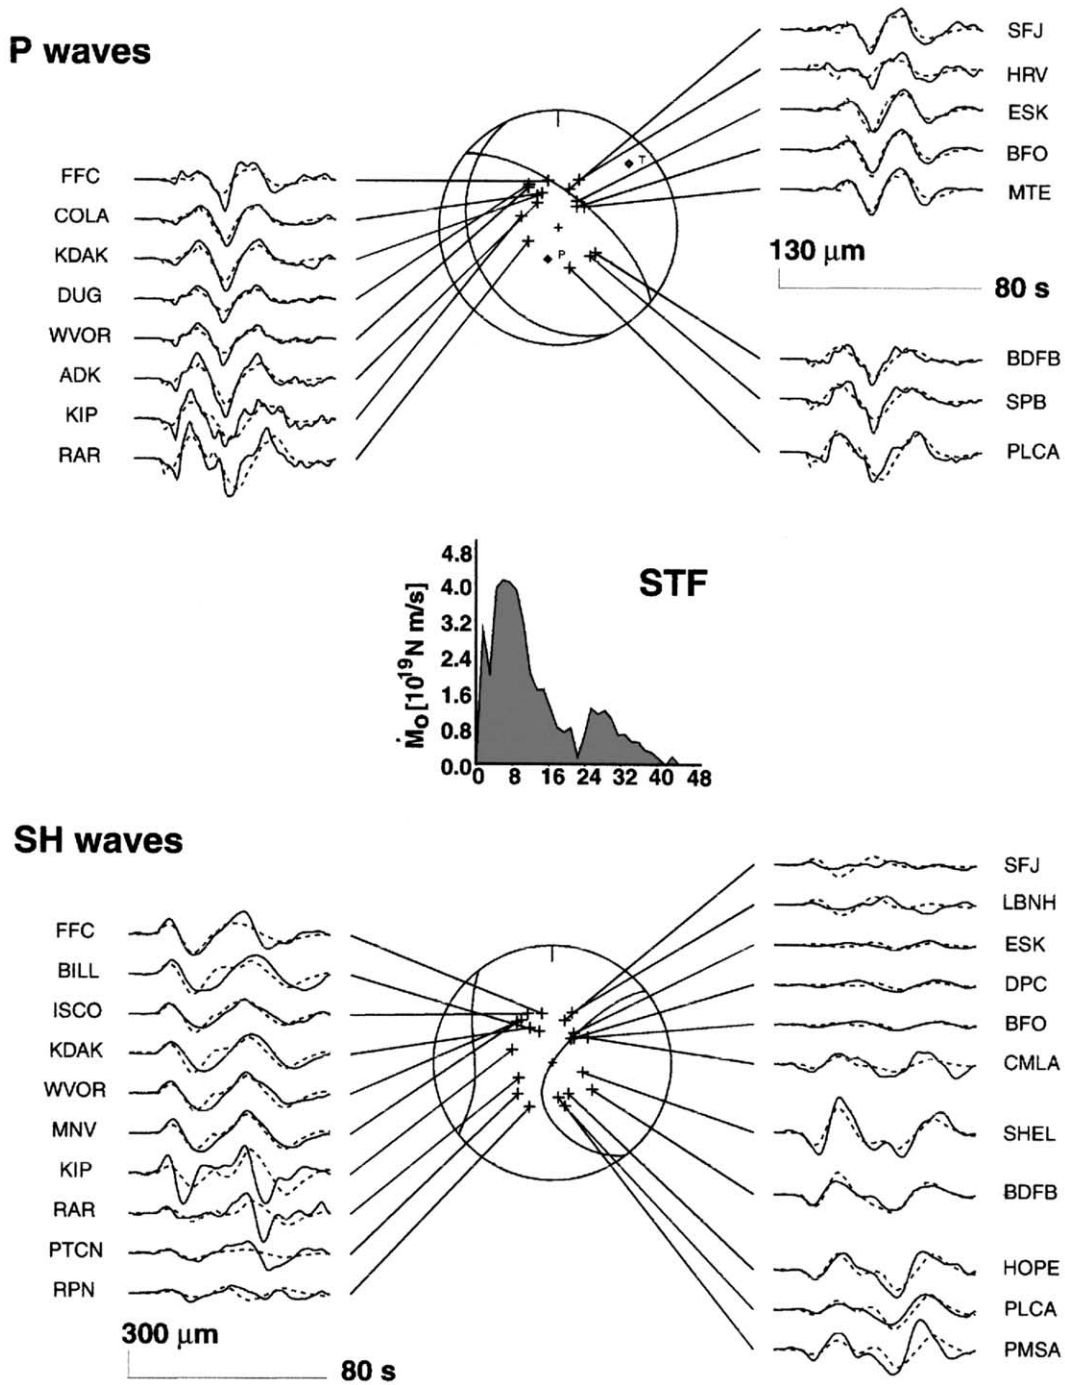 P waves
FFC
COLA
KDAK
DUG
WVOR
ADK
KIP
RAR
T
P
SFJ
HRV
ESK
BFO
MTE
130 μm
80 s
BDFB
SPB
PLCA
STF
Ṁo [10¹⁹N m/s]
4.8
4.0
3.2
2.4
1.6
0.8
0.0
0 8 16 24 32 40 48
SH waves
FFC
BILL
ISCO
KDAK
WVOR
MNV
KIP
RAR
PTCN
RPN
300 μm
80 s
SFJ
LBNH
ESK
DPC
BFO
CMLA
SHEL
BDFB
HOPE
PLCA
PMSA